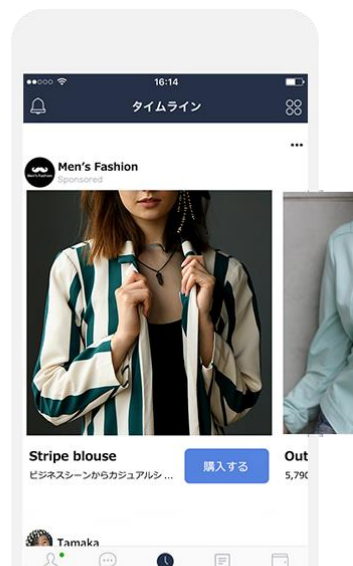 16:14
タイムライン
Men's Fashion
Sponsored
Stripe blouse
ビジネスシーンからカジュアルシ...
購入する
Out
5,790
Tamaka